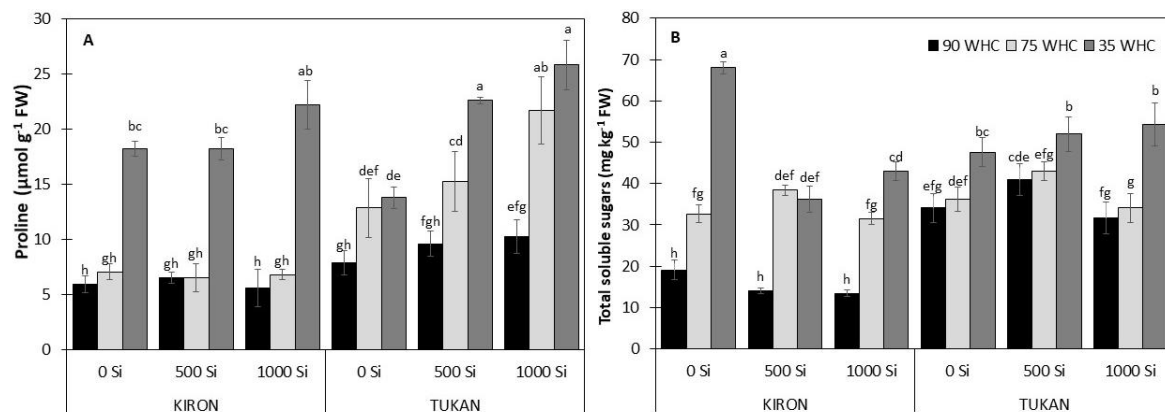 A
Proline (µmol g-1 FW)
30
25
20
15
10
5
0
h gh bc gh gh bc h gh ab gh def de fgh cd a efg ab a
0 Si 500 Si 1000 Si 0 Si 500 Si 1000 Si
KIRON TUKAN
B
90 WHC 75 WHC 35 WHC
Total soluble sugars (mg kg-1 FW)
80
70
60
50
40
30
20
10
0
h fg a h def def h fg cd efg def bc cde efg b fg g b
0 Si 500 Si 1000 Si 0 Si 500 Si 1000 Si
KIRON TUKAN